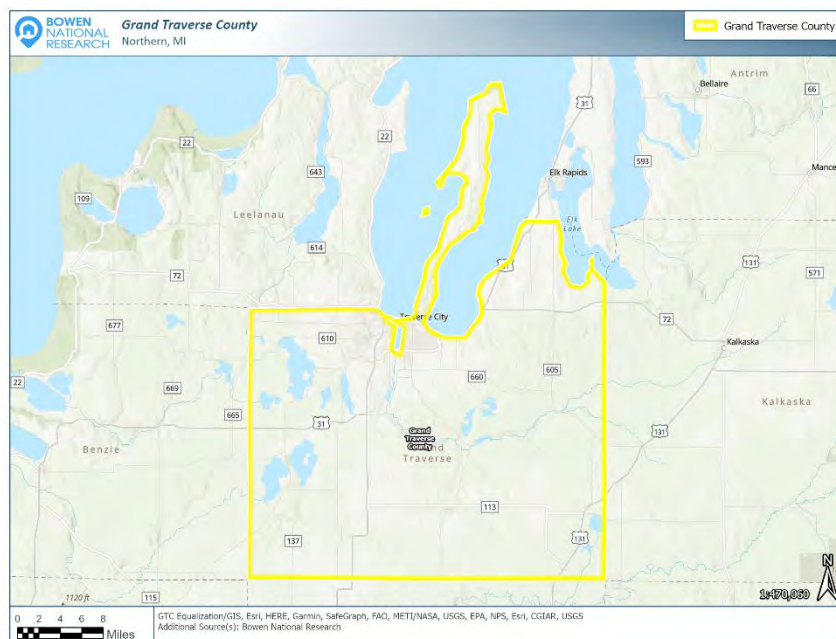 BOWEN
NATIONAL
RESEARCH
Grand Traverse County
Northern, MI
Grand Traverse County
Antrim
Bellaire
66
31
22
22
593
643
Mance
Elk Rapids
109
Leelanau
Elk
Lake
614
131
31
72
571
Traverse City
677
610
72
Kalkaska
22
669
660
605
665
31
Kalkaska
Grand
Traverse
County
131
Benzie
Traverse
113
137
131
115
1120 ft
1:470,060
N
0 2 4 6 8
Miles
GTC Equalization/GIS, Esri, HERE, Garmin, SafeGraph, FAO, METI/NASA, USGS, EPA, NPS, Esri, CGIAR, USGS
Additional Source(s): Bowen National Research